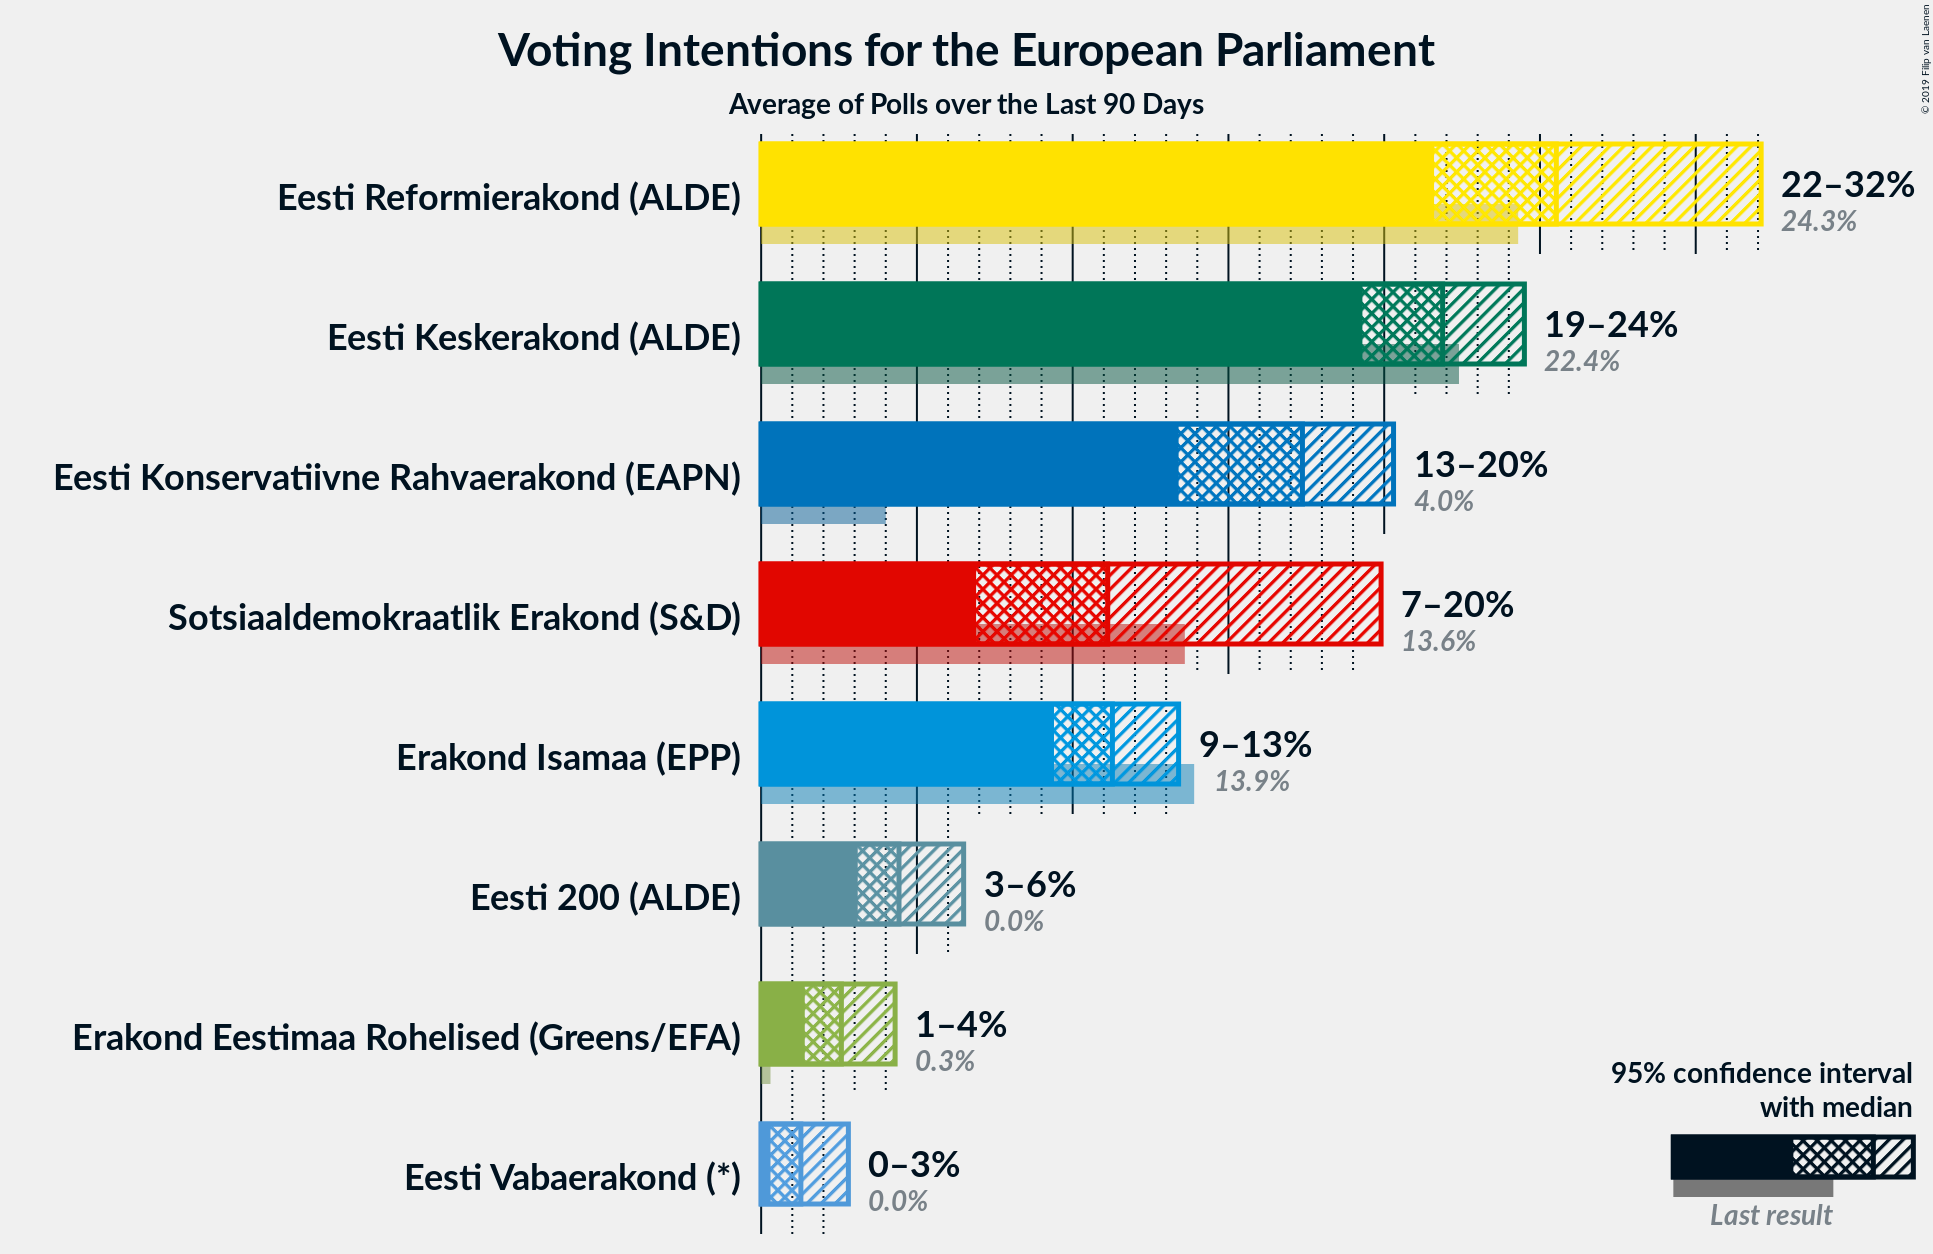 Voting Intentions for the European Parliament
Average of Polls over the Last 90 Days
© 2019 Filip van Laenen
Eesti Reformierakond (ALDE)
22–32%
24.3%
Eesti Keskerakond (ALDE)
19–24%
22.4%
Eesti Konservatiivne Rahvaerakond (EAPN)
13–20%
4.0%
Sotsiaaldemokraatlik Erakond (S&D)
7–20%
13.6%
Erakond Isamaa (EPP)
9–13%
13.9%
Eesti 200 (ALDE)
3–6%
0.0%
Erakond Eestimaa Rohelised (Greens/EFA)
1–4%
0.3%
Eesti Vabaerakond (*)
0–3%
0.0%
95% confidence interval
with median
Last result